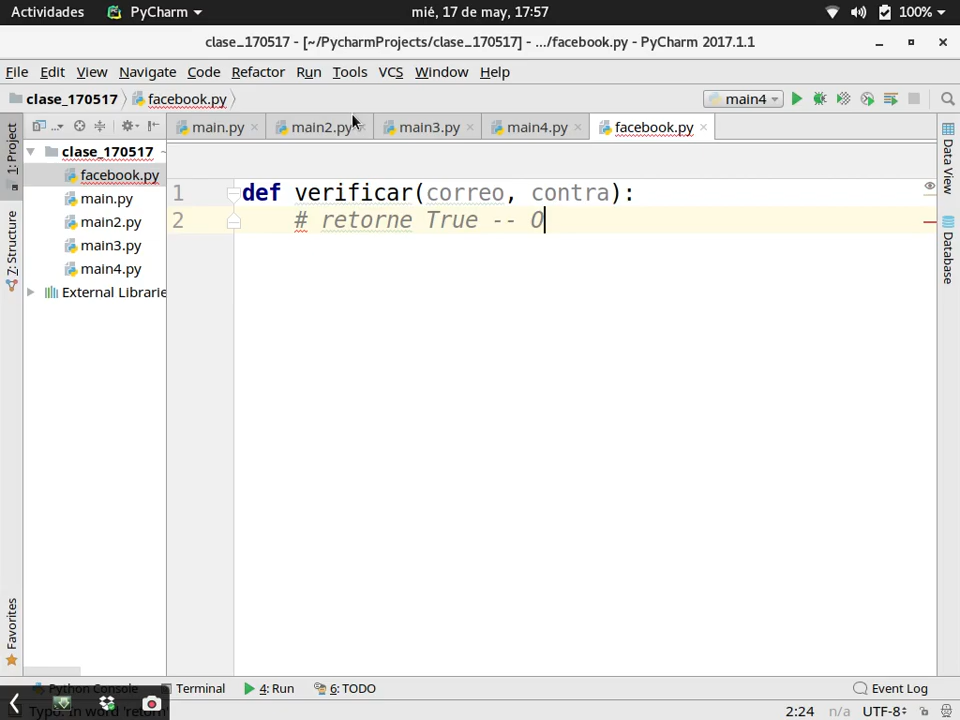 Actividades PyCharm mié, 17 de may, 17:57 100%
clase_170517 - [~/PycharmProjects/clase_170517] - .../facebook.py - PyCharm 2017.1.1
File Edit View Navigate Code Refactor Run Tools VCS Window Help
clase_170517 facebook.py main4
1: Project
7: Structure
Favorites
...
clase_170517
facebook.py
main.py
main2.py
main3.py
main4.py
External Librarie
main.py main2.py main3.py main4.py facebook.py
1 def verificar(correo, contra):
2 # retorne True -- O
Data View
Database
Python Console Terminal 4: Run 6: TODO Event Log
Typo: In word 'retor 2:24 n/a UTF-8